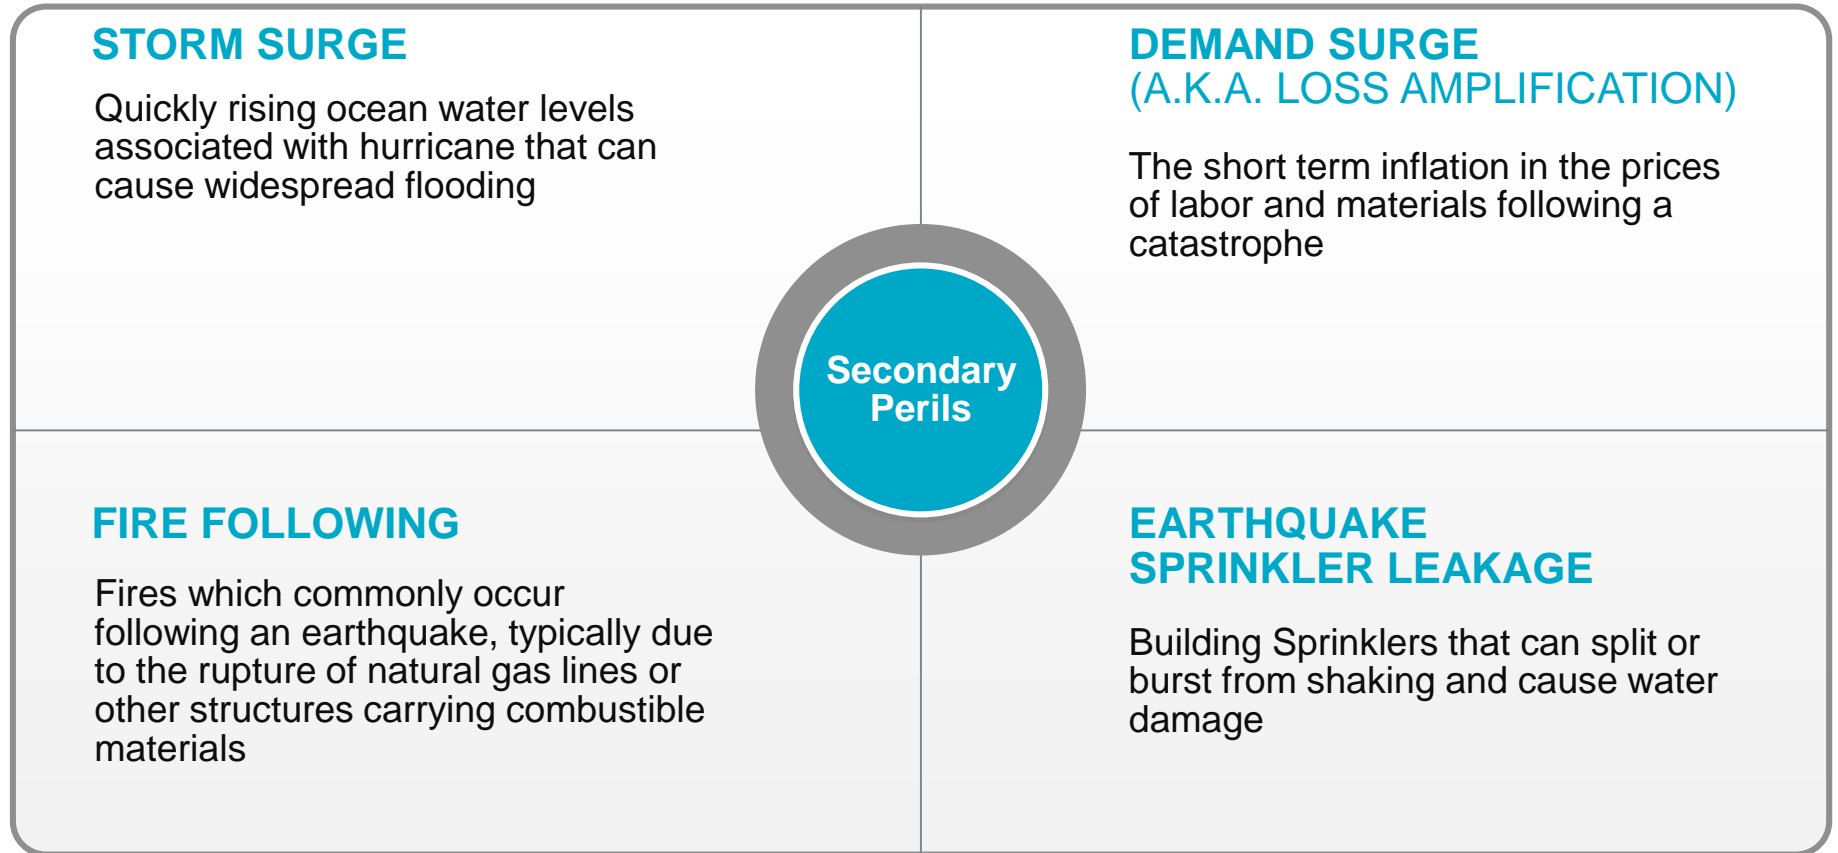 STORM SURGE
Quickly rising ocean water levels
associated with hurricane that can
cause widespread flooding
DEMAND SURGE
(A.K.A. LOSS AMPLIFICATION)
The short term inflation in the prices
of labor and materials following a
catastrophe
Secondary
Perils
FIRE FOLLOWING
Fires which commonly occur
following an earthquake, typically due
to the rupture of natural gas lines or
other structures carrying combustible
materials
EARTHQUAKE
SPRINKLER LEAKAGE
Building Sprinklers that can split or
burst from shaking and cause water
damage